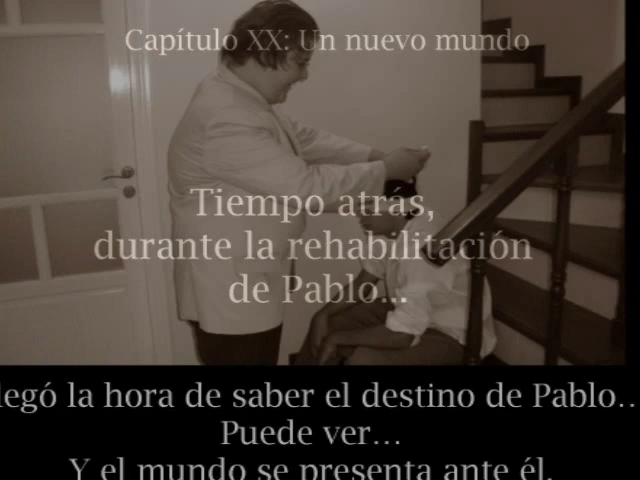 Capítulo XX: Un nuevo mundo
Tiempo atrás,
durante la rehabilitación
de Pablo...
legó la hora de saber el destino de Pablo..
Puede ver...
Y el mundo se presenta ante él.